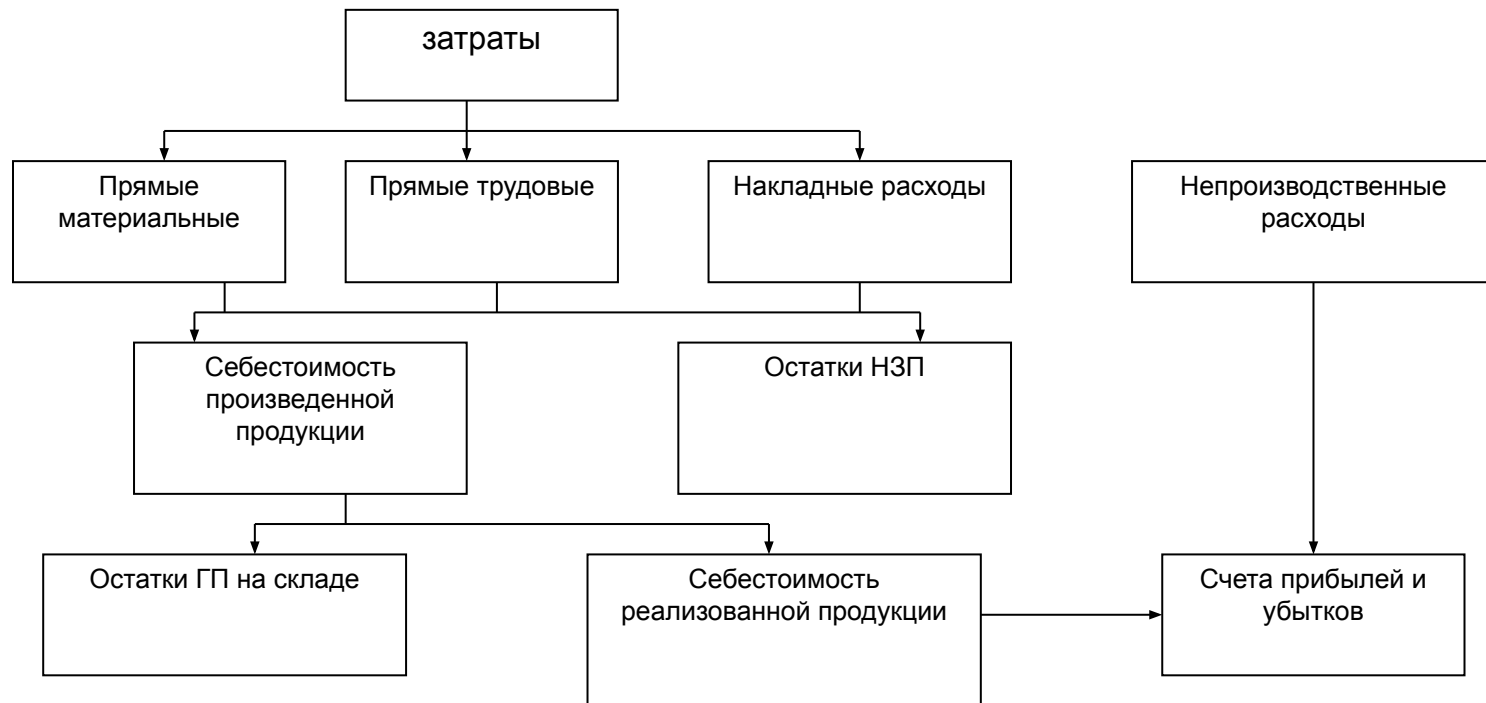 затраты
Прямые
материальные
Прямые трудовые
Накладные расходы
Непроизводственные
расходы
Себестоимость
произведенной
продукции
Остатки НЗП
Остатки ГП на складе
Себестоимость
реализованной продукции
Счета прибылей и
убытков